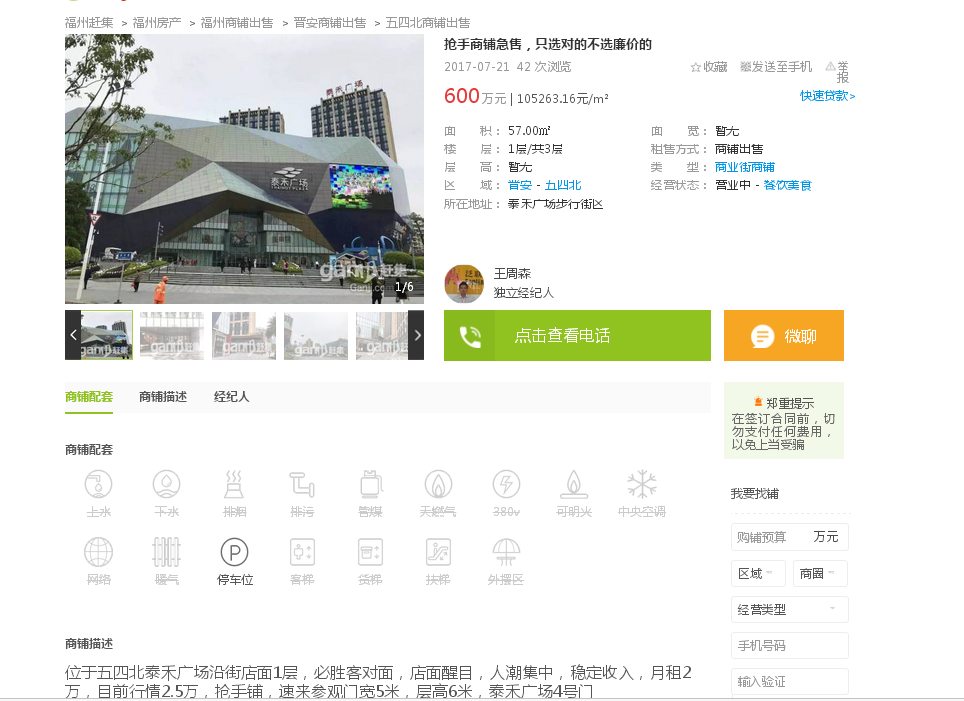 福州赶集 > 福州房产 > 福州商铺出售 > 晋安商铺出售 > 五四北商铺出售
抢手商铺急售，只选对的不选廉价的
2017-07-21 42 次浏览
收藏 发送至手机 举报
600万元 | 105263.16元/m²
快速贷款>
面 积： 57.00㎡
面 宽： 暂无
楼 层： 1层/共3层
租售方式： 商铺出售
层 高： 暂无
类 型： 商业街商铺
区 域： 晋安 - 五四北
经营状态： 营业中 - 餐饮美食
所在地址： 泰禾广场步行街区
泰禾广场
泰禾广场
ganji赶集
Ganji.com
1/6
王周森
独立经纪人
点击查看电话
微聊
商铺配套 商铺描述 经纪人
郑重提示
在签订合同前，切
勿支付任何费用，
以免上当受骗
商铺配套
上水 下水 排烟 排污 管煤 天燃气 380v 可明火 中央空调
网络 暖气 停车位 客梯 货梯 扶梯 外摆区
我要找铺
购铺预算 万元
区域 商圈
经营类型
手机号码
输入验证
商铺描述
位于五四北泰禾广场沿街店面1层，必胜客对面，店面醒目，人潮集中，稳定收入，月租2
万，目前行情2.5万，抢手铺，速来参观门宽5米，层高6米，泰禾广场4号门